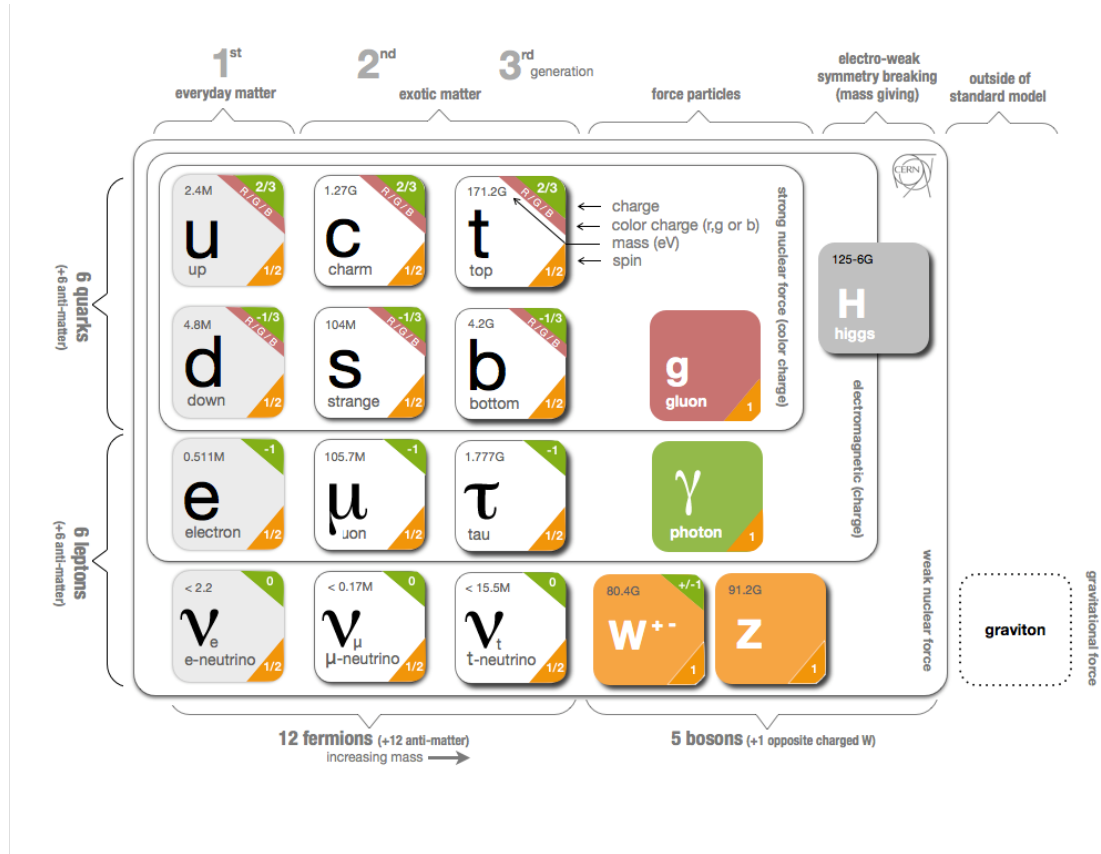 1st
2nd
3rd generation
everyday matter
exotic matter
force particles
electro-weak
symmetry breaking
(mass giving)
outside of
standard model
CERN
6 quarks
(+6 anti-matter)
2.4M
2/3
R/G/B
u
up
1/2
1.27G
2/3
R/G/B
c
charm
1/2
171.2G
2/3
R/G/B
t
top
1/2
charge
color charge (r,g or b)
mass (eV)
spin
strong nuclear force (color charge)
125-6G
H
higgs
4.8M
-1/3
R/G/B
d
down
1/2
104M
-1/3
R/G/B
s
strange
1/2
4.2G
-1/3
R/G/B
b
bottom
1/2
g
gluon
1
electromagnetic (charge)
6 leptons
(+6 anti-matter)
0.511M
-1
e
electron
1/2
105.7M
-1
μ
uon
1/2
1.777G
-1
τ
tau
1/2
γ
photon
1
weak nuclear force
< 2.2
0
νe
e-neutrino
1/2
< 0.17M
0
νμ
μ-neutrino
1/2
< 15.5M
0
νt
t-neutrino
1/2
80.4G
+/-1
W+-
1
91.2G
z
1
graviton
gravitational force
12 fermions (+12 anti-matter)
increasing mass
5 bosons (+1 opposite charged W)